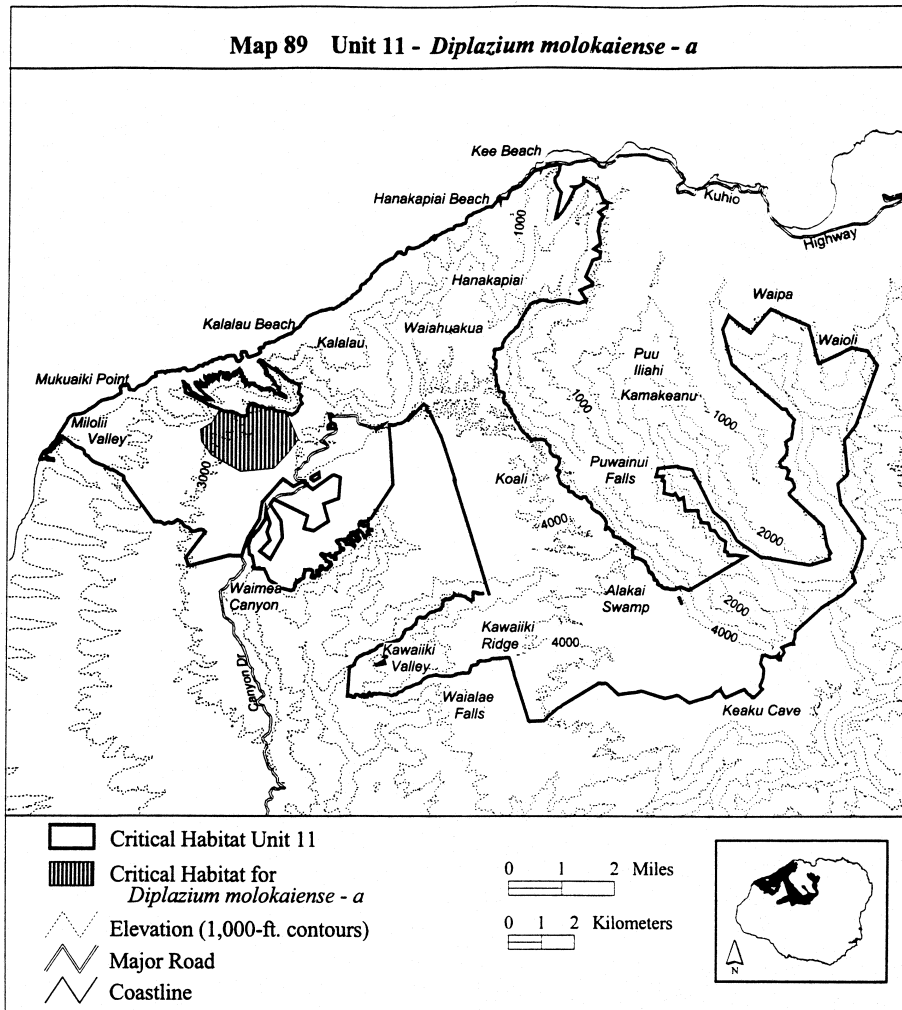 Map 89 Unit 11 - Diplazium molokaiense - a
Kee Beach
Hanakapiai Beach
Kuhio
Highway
1000
Hanakapiai
Waipa
Kalalau Beach
Kalalau
Waiahuakua
Waioli
Mukuaiki Point
Puu
Iliahi
Kamakeanu
1000
1000
Milolii
Valley
3000
Puwainui
Falls
Koali
4000
2000
Waimea
Canyon
Alakai
Swamp
2000
4000
Kawaiiki
Ridge
4000
Kawaiiki
Valley
Canyon Dr
Waialae
Falls
Keaku Cave
Critical Habitat Unit 11
Critical Habitat for
Diplazium molokaiense - a
Elevation (1,000-ft. contours)
Major Road
Coastline
0 1 2 Miles
0 1 2 Kilometers
N